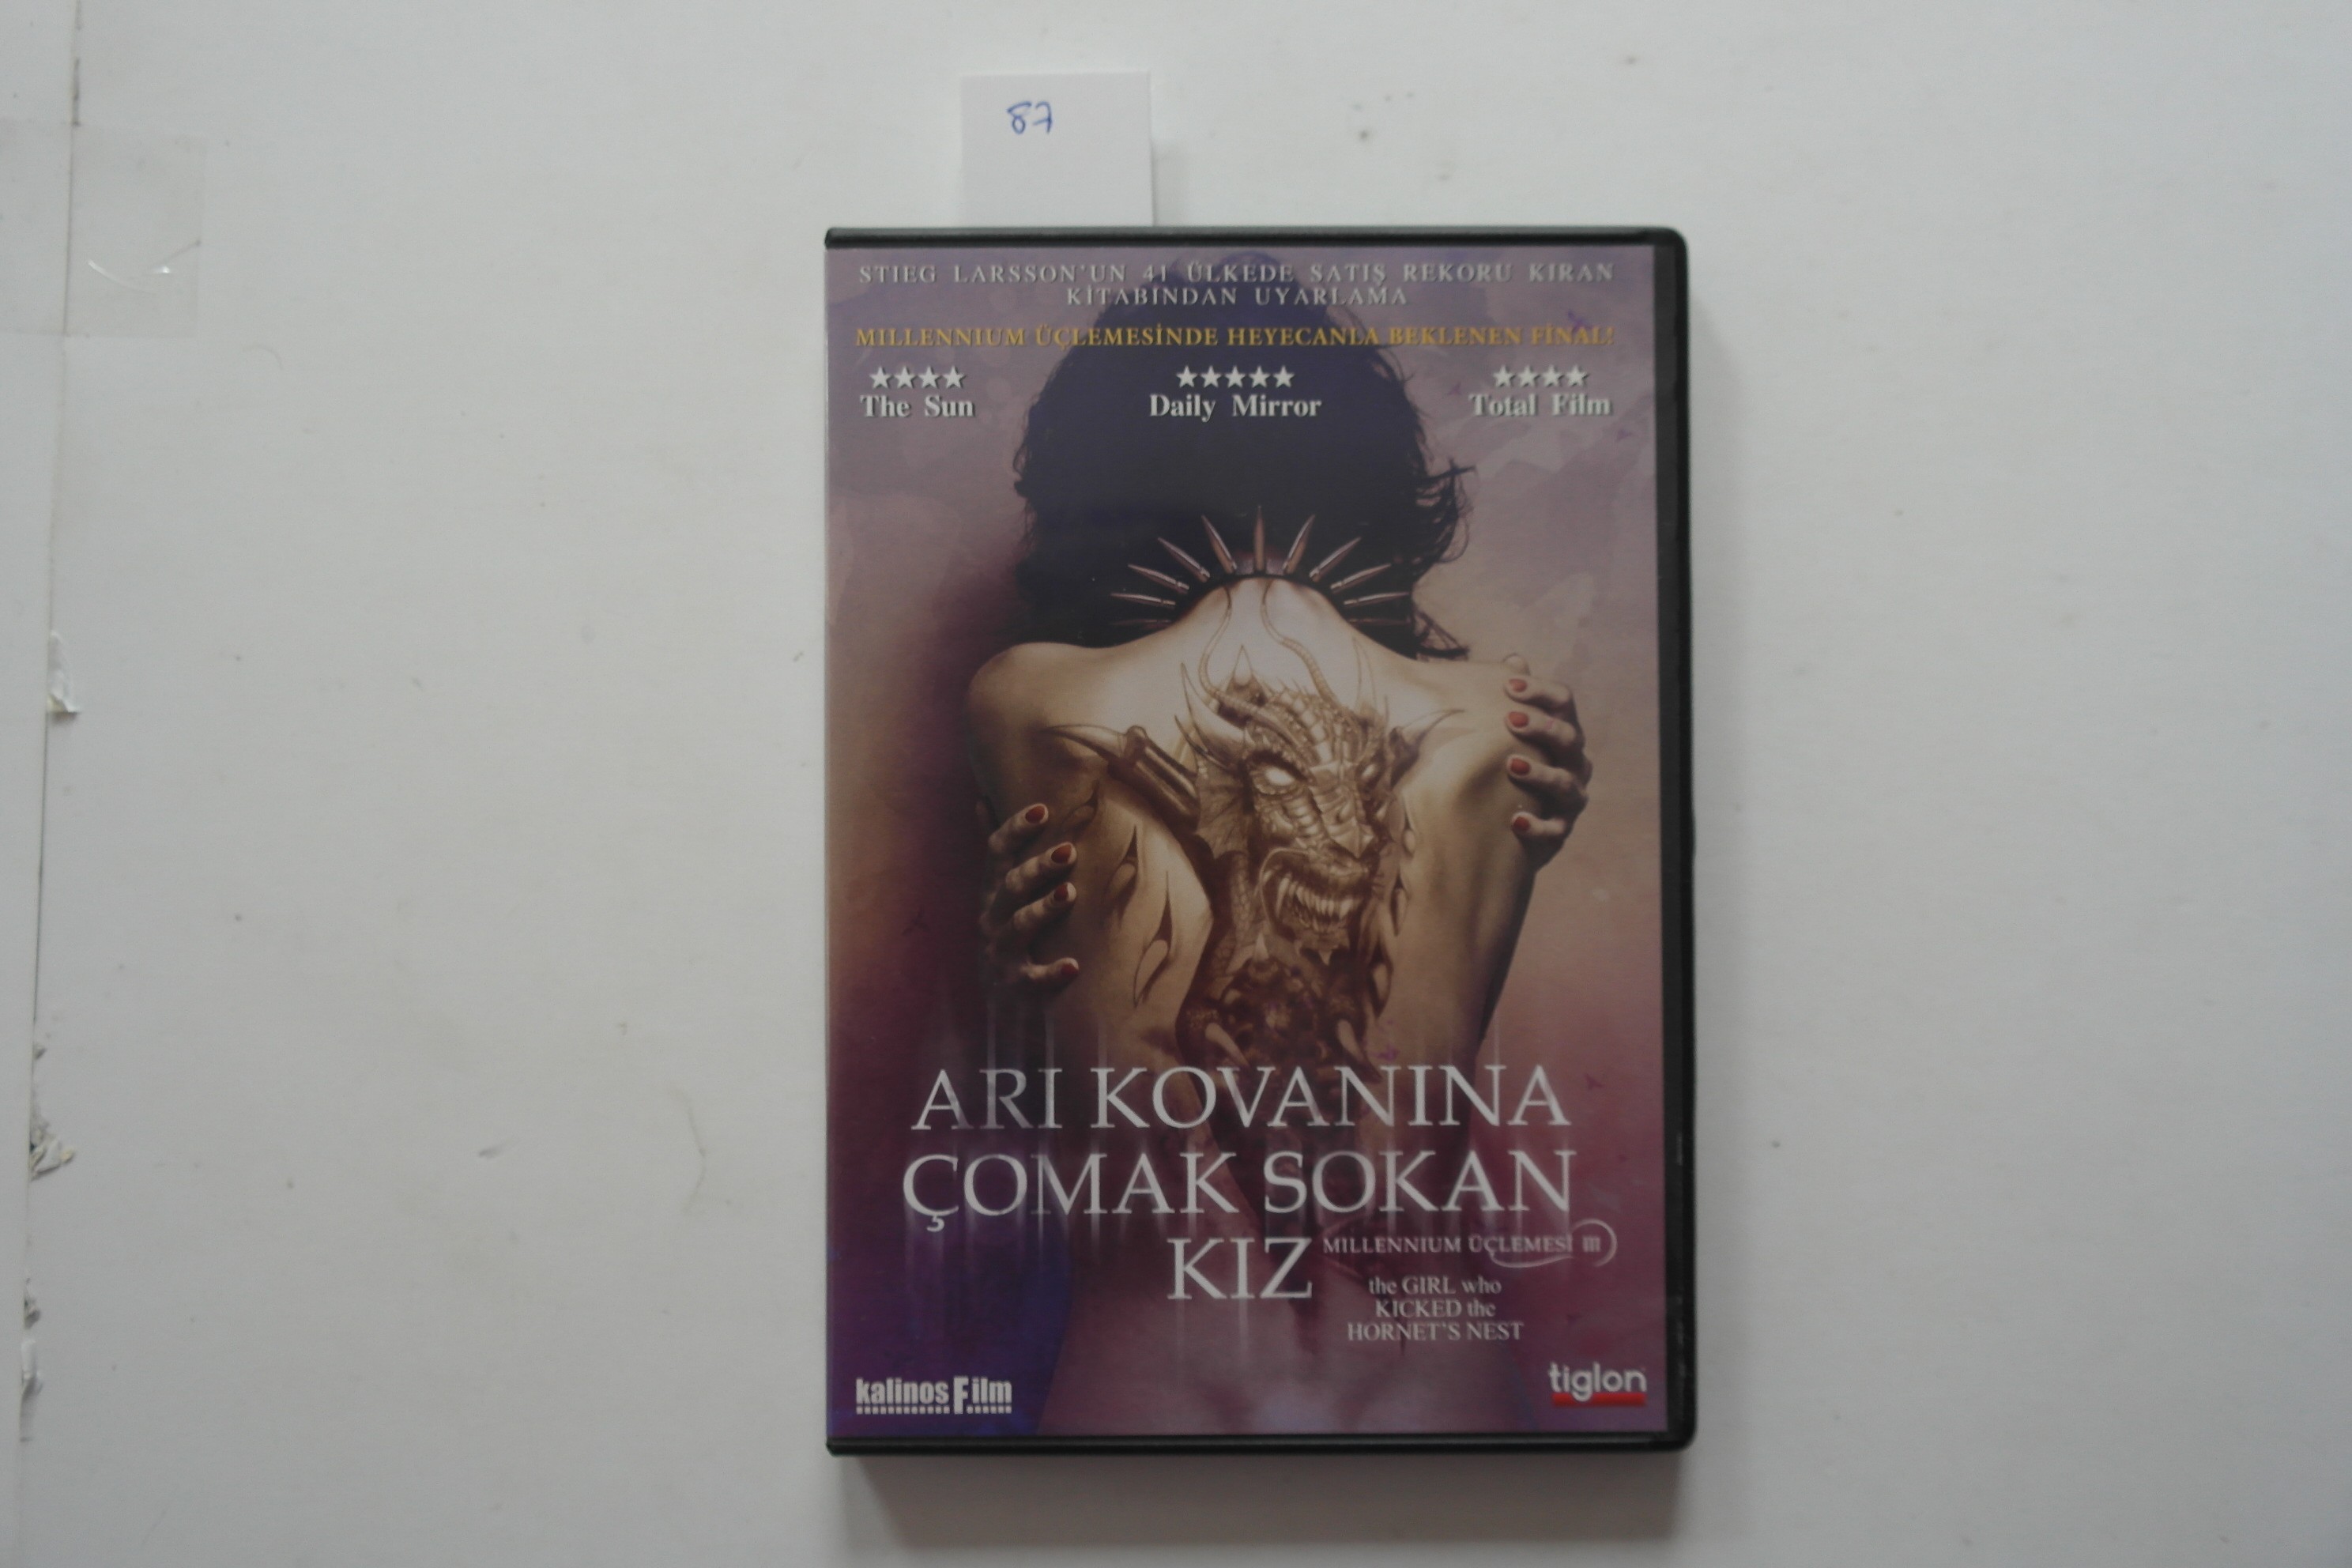 87
STIEG LARSSON'UN 41 ÜLKEDE SATIŞ REKORU KIRAN
KİTABINDAN UYARLAMA
MILLENNIUM ÜÇLEMESİNDE HEYECANLA BEKLENEN FİNAL!
★★★★ ★★★★★ ★★★★
The Sun Daily Mirror Total Film
ARI KOVANINA
ÇOMAK SOKAN
KIZ
MILLENNIUM ÜÇLEMESİ III
the GIRL who
KICKED the
HORNET'S NEST
kalinos Film
tiglon